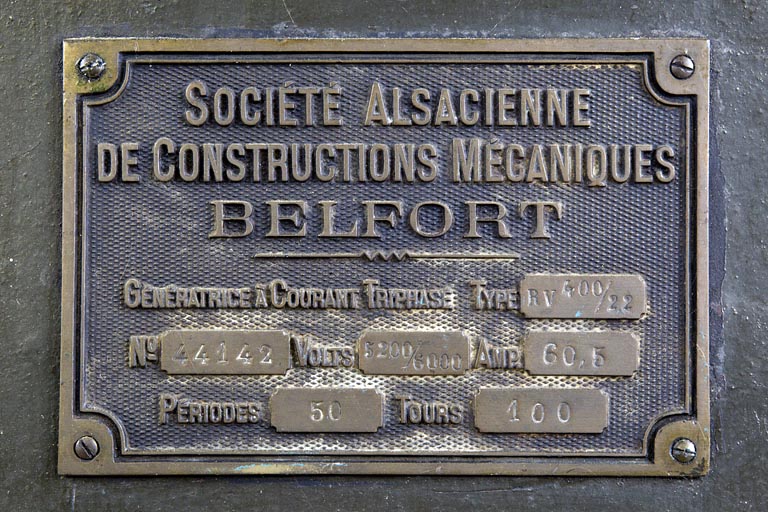 SOCIÉTÉ ALSACIENNE
DE CONSTRUCTIONS MÉCANIQUES
BELFORT
GÉNÉRATRICE À COURANT TRIPHASÉ TYPE RV 400/22
No 44142 VOLTS 5200/6000 AMP. 60,5
PÉRIODES 50 TOURS 100